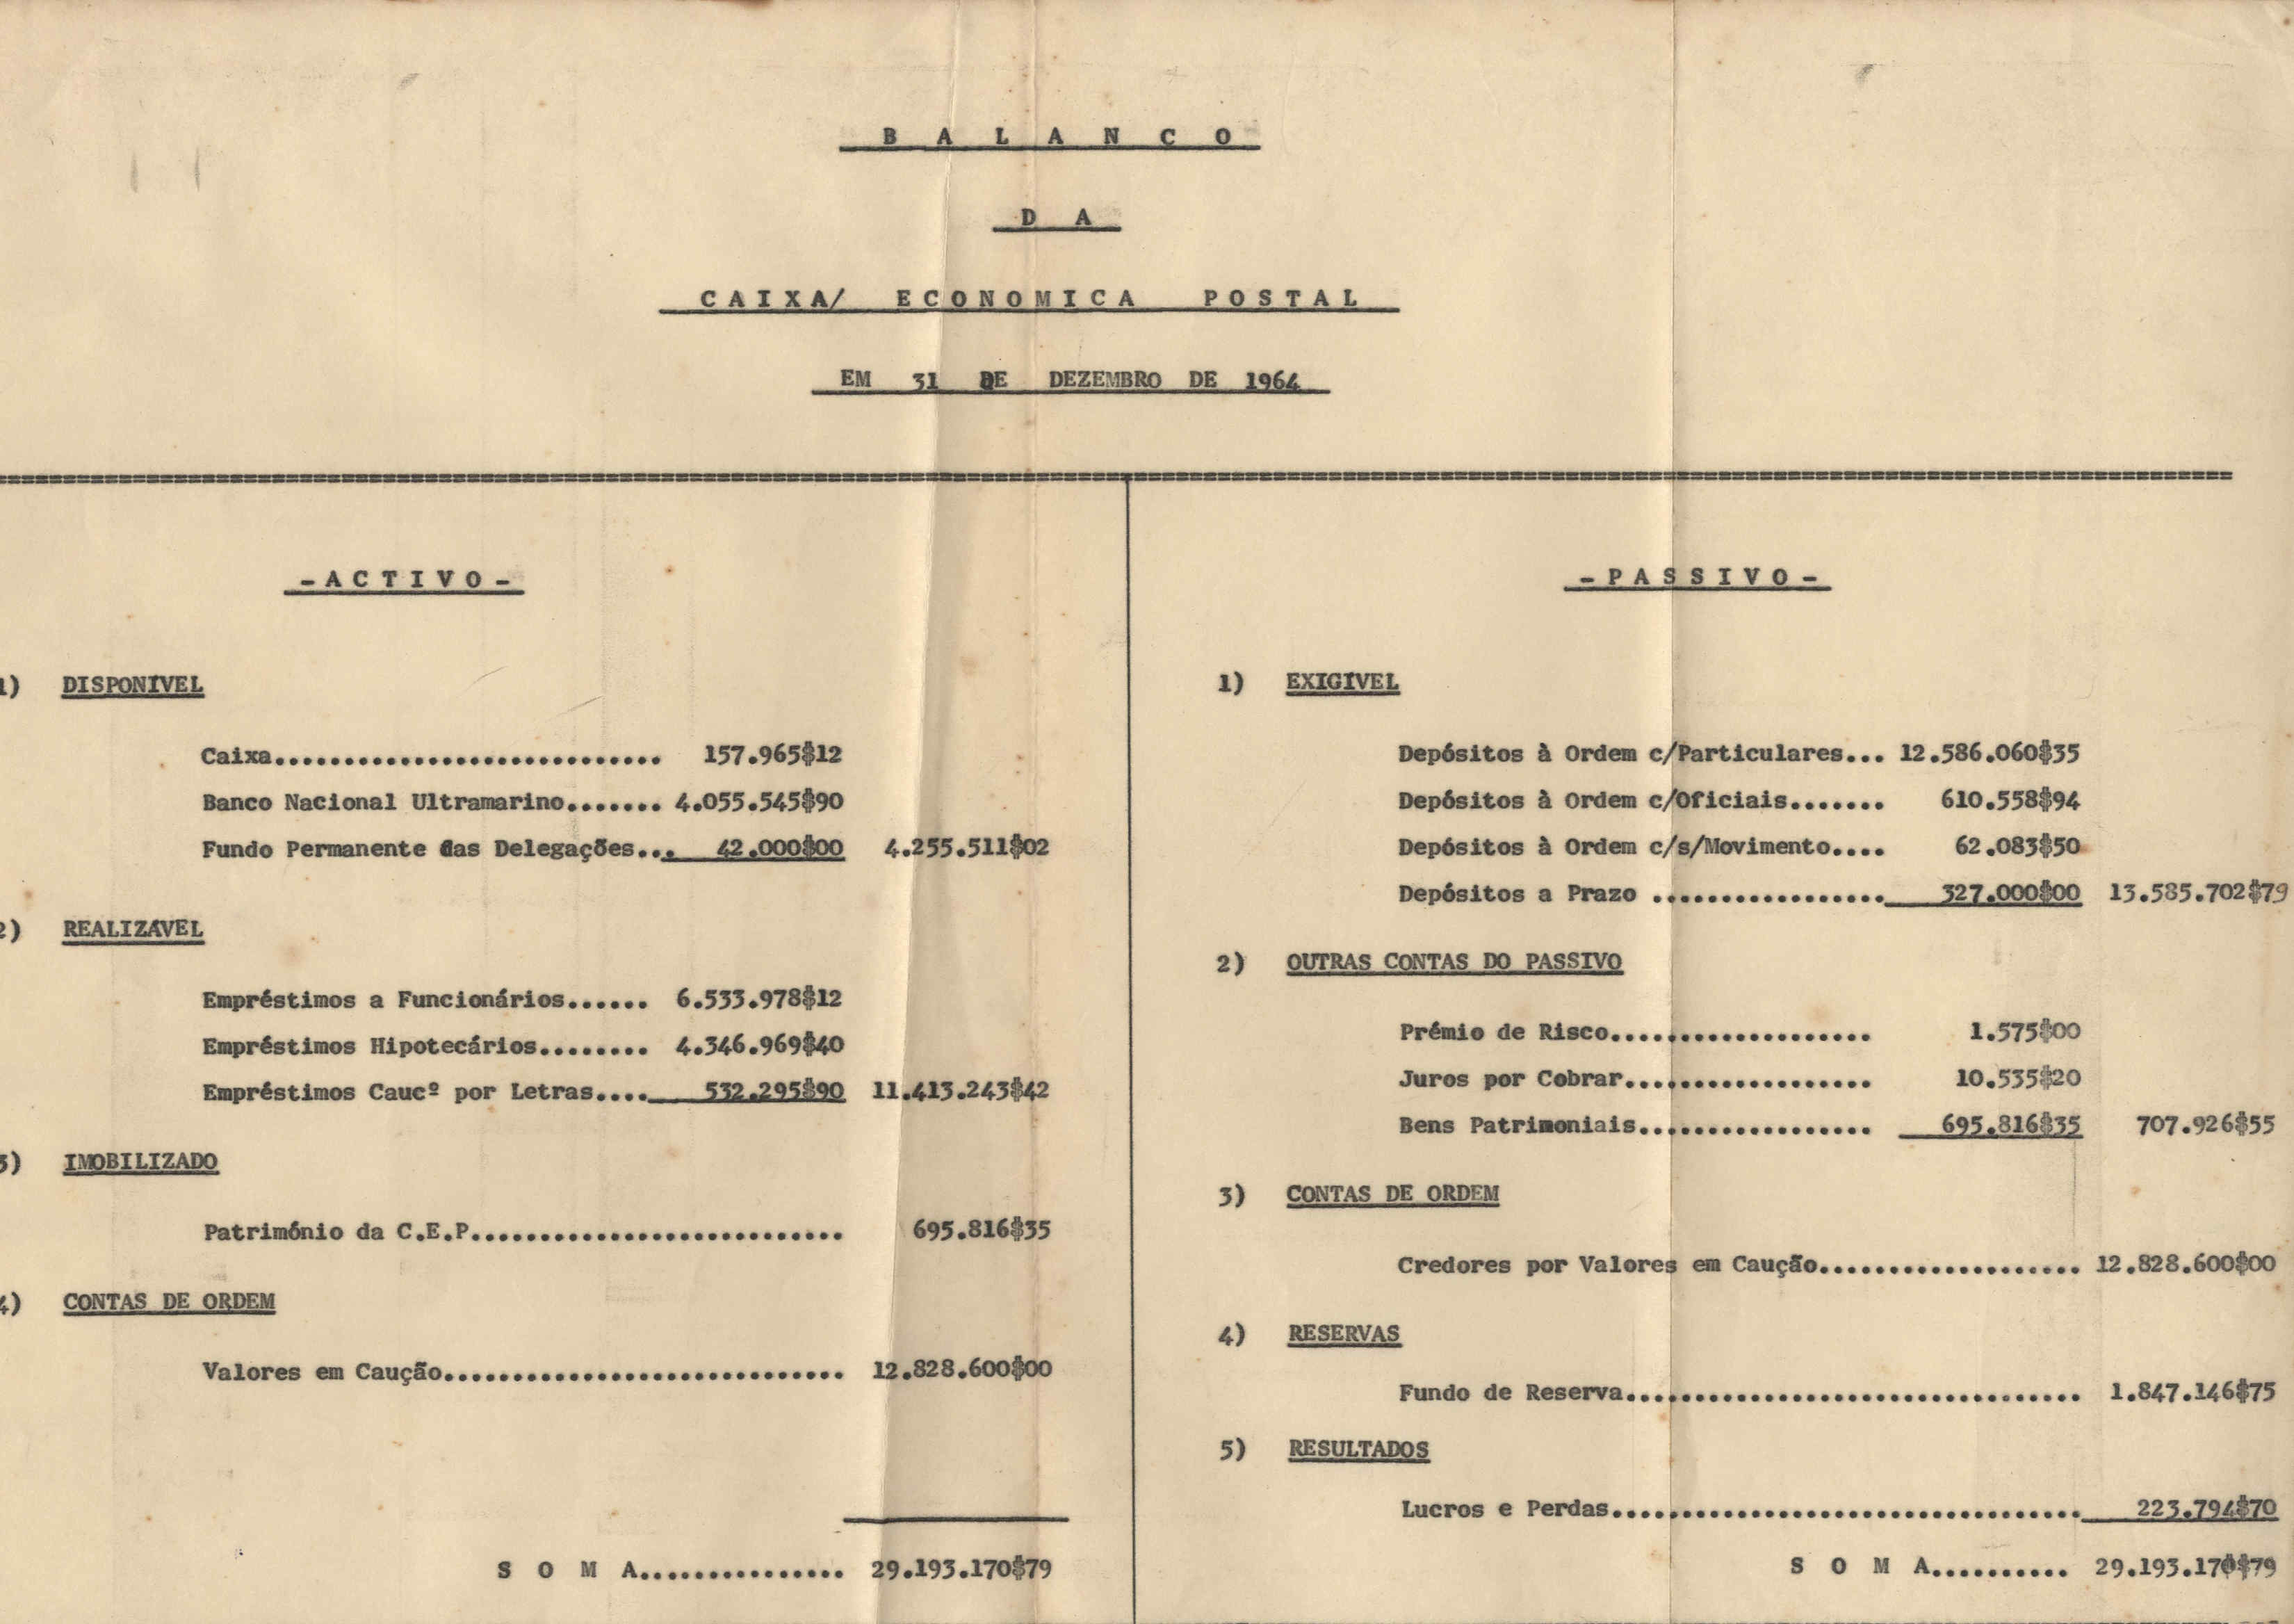 B A L A N C O
D A
CAIXA/ ECONOMICA POSTAL
EM 31 DE DEZEMBRO DE 1964
- A C T I V O -
1) DISPONÍVEL
Caixa............................ 157.965$12
Banco Nacional Ultramarino....... 4.055.545$90
Fundo Permanente das Delegações... 42.000$00 4.255.511$02
2) REALIZÁVEL
Empréstimos a Funcionários...... 6.533.978$12
Empréstimos Hipotecários........ 4.346.969$40
Empréstimos Caucº por Letras.... 532.295$90 11.413.243$42
3) IMOBILIZADO
Património da C.E.P........................... 695.816$35
4) CONTAS DE ORDEM
Valores em Caução............................. 12.828.600$00
S O M A............... 29.193.170$79
- P A S S I V O -
1) EXIGÍVEL
Depósitos à Ordem c/Particulares... 12.586.060$35
Depósitos à Ordem c/Oficiais....... 610.558$94
Depósitos à Ordem c/s/Movimento.... 62.083$50
Depósitos a Prazo ................. 327.000$00 13.585.702$79
2) OUTRAS CONTAS DO PASSIVO
Prémio de Risco................... 1.575$00
Juros por Cobrar.................. 10.535$20
Bens Patrimoniais................. 695.816$35 707.926$55
3) CONTAS DE ORDEM
Credores por Valores em Caução................... 12.828.600$00
4) RESERVAS
Fundo de Reserva................................. 1.847.146$75
5) RESULTADOS
Lucros e Perdas.................................. 223.794$70
S O M A.......... 29.193.170$79